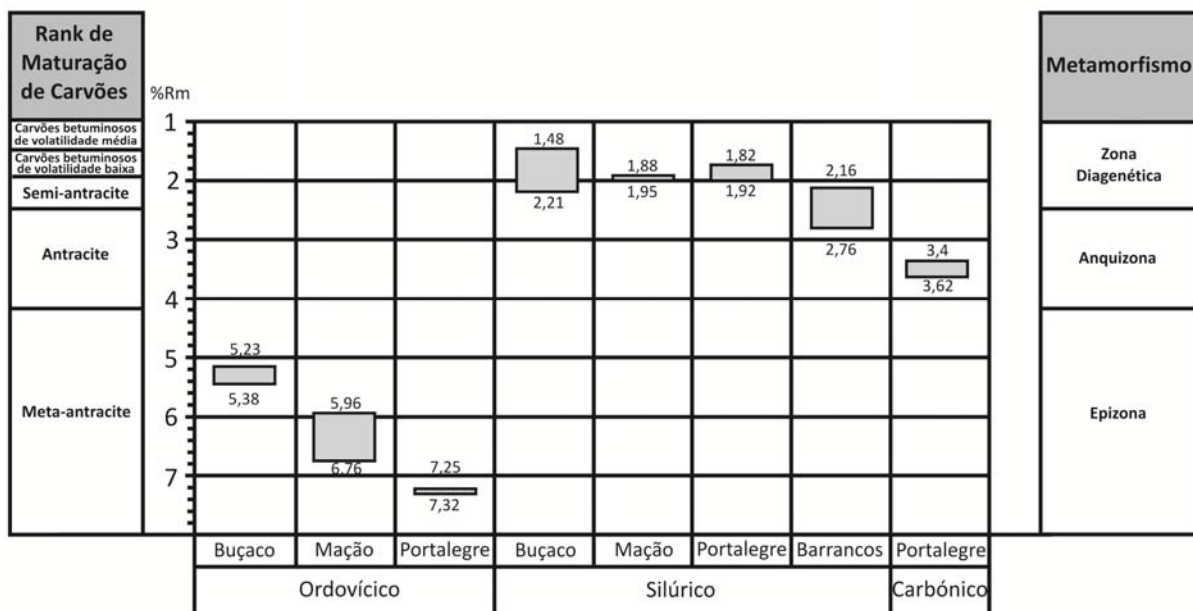 Rank de
Maturação
de Carvões
%Rm
Metamorfismo
Carvões betuminosos
de volatilidade média
Carvões betuminosos
de volatilidade baixa
Semi-antracite
Antracite
Meta-antracite
1
2
3
4
5
6
7
5,23
5,38
5,96
6,76
7,25
7,32
1,48
2,21
1,88
1,95
1,82
1,92
2,16
2,76
3,4
3,62
Zona
Diagenética
Anquizona
Epizona
Buçaco
Mação
Portalegre
Buçaco
Mação
Portalegre
Barrancos
Portalegre
Ordovícico
Silúrico
Carbónico